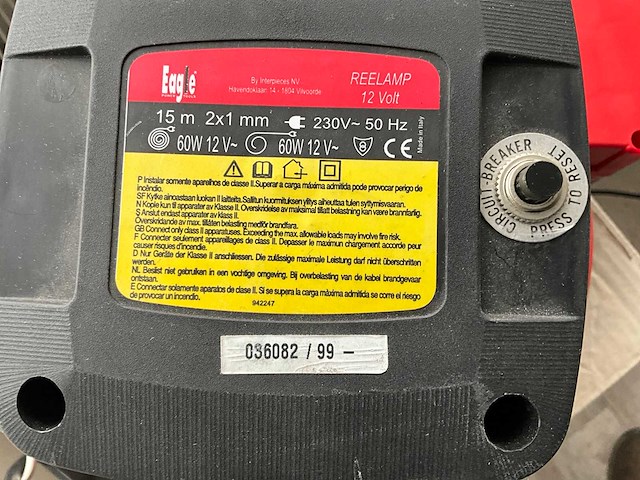 Eagle
By Interpieces NV
Havendoklaan 14 - 1804 Vilvoorde
REELAMP
12 Volt
15 m 2x1 mm² 230V~ 50 Hz
60W 12 V~ 60W 12 V~ CE
Made in Italy
P Instalar somente aparelhos de classe II.Superar a carga máxima admitida pode provocar perigo de
incêndio.
SF Kytke ainoastaan luokan II laitteita.Sallitun kuormituksen ylitys aiheuttaa tulen syttymisvaaran.
N Kople kun til apparater av Klasse II. Overskridelse av maksimal tillatt belastning kan være brannfarlig.
S Anslut endast apparater av klass II.
Överskridande av max. tillåten belastning medför brandfara.
GB Connect only class II apparatuses. Exceeding the max. allowable loads may involve fire risk.
F Connecter seulement appareillages de classe II. Depasser le maximun chargement accorde peur
causer risques d'incendie.
D Nur Geräte der Klasse II anschliessen. Die zulässige maximale Leistung darf nicht überschritten
werden.
NL Beslist niet gebruiken in een vochtige omgeving. Bij overbelasting van de kabel brandgevaar
ontstaan.
E Connectar solamente aparatos de clase II. Si se supera la carga máxima admitida se corre el riesgo
de provocar un incendio.
942247
CIRCUIT-BREAKER
PRESS TO RESET
036082 / 99 -